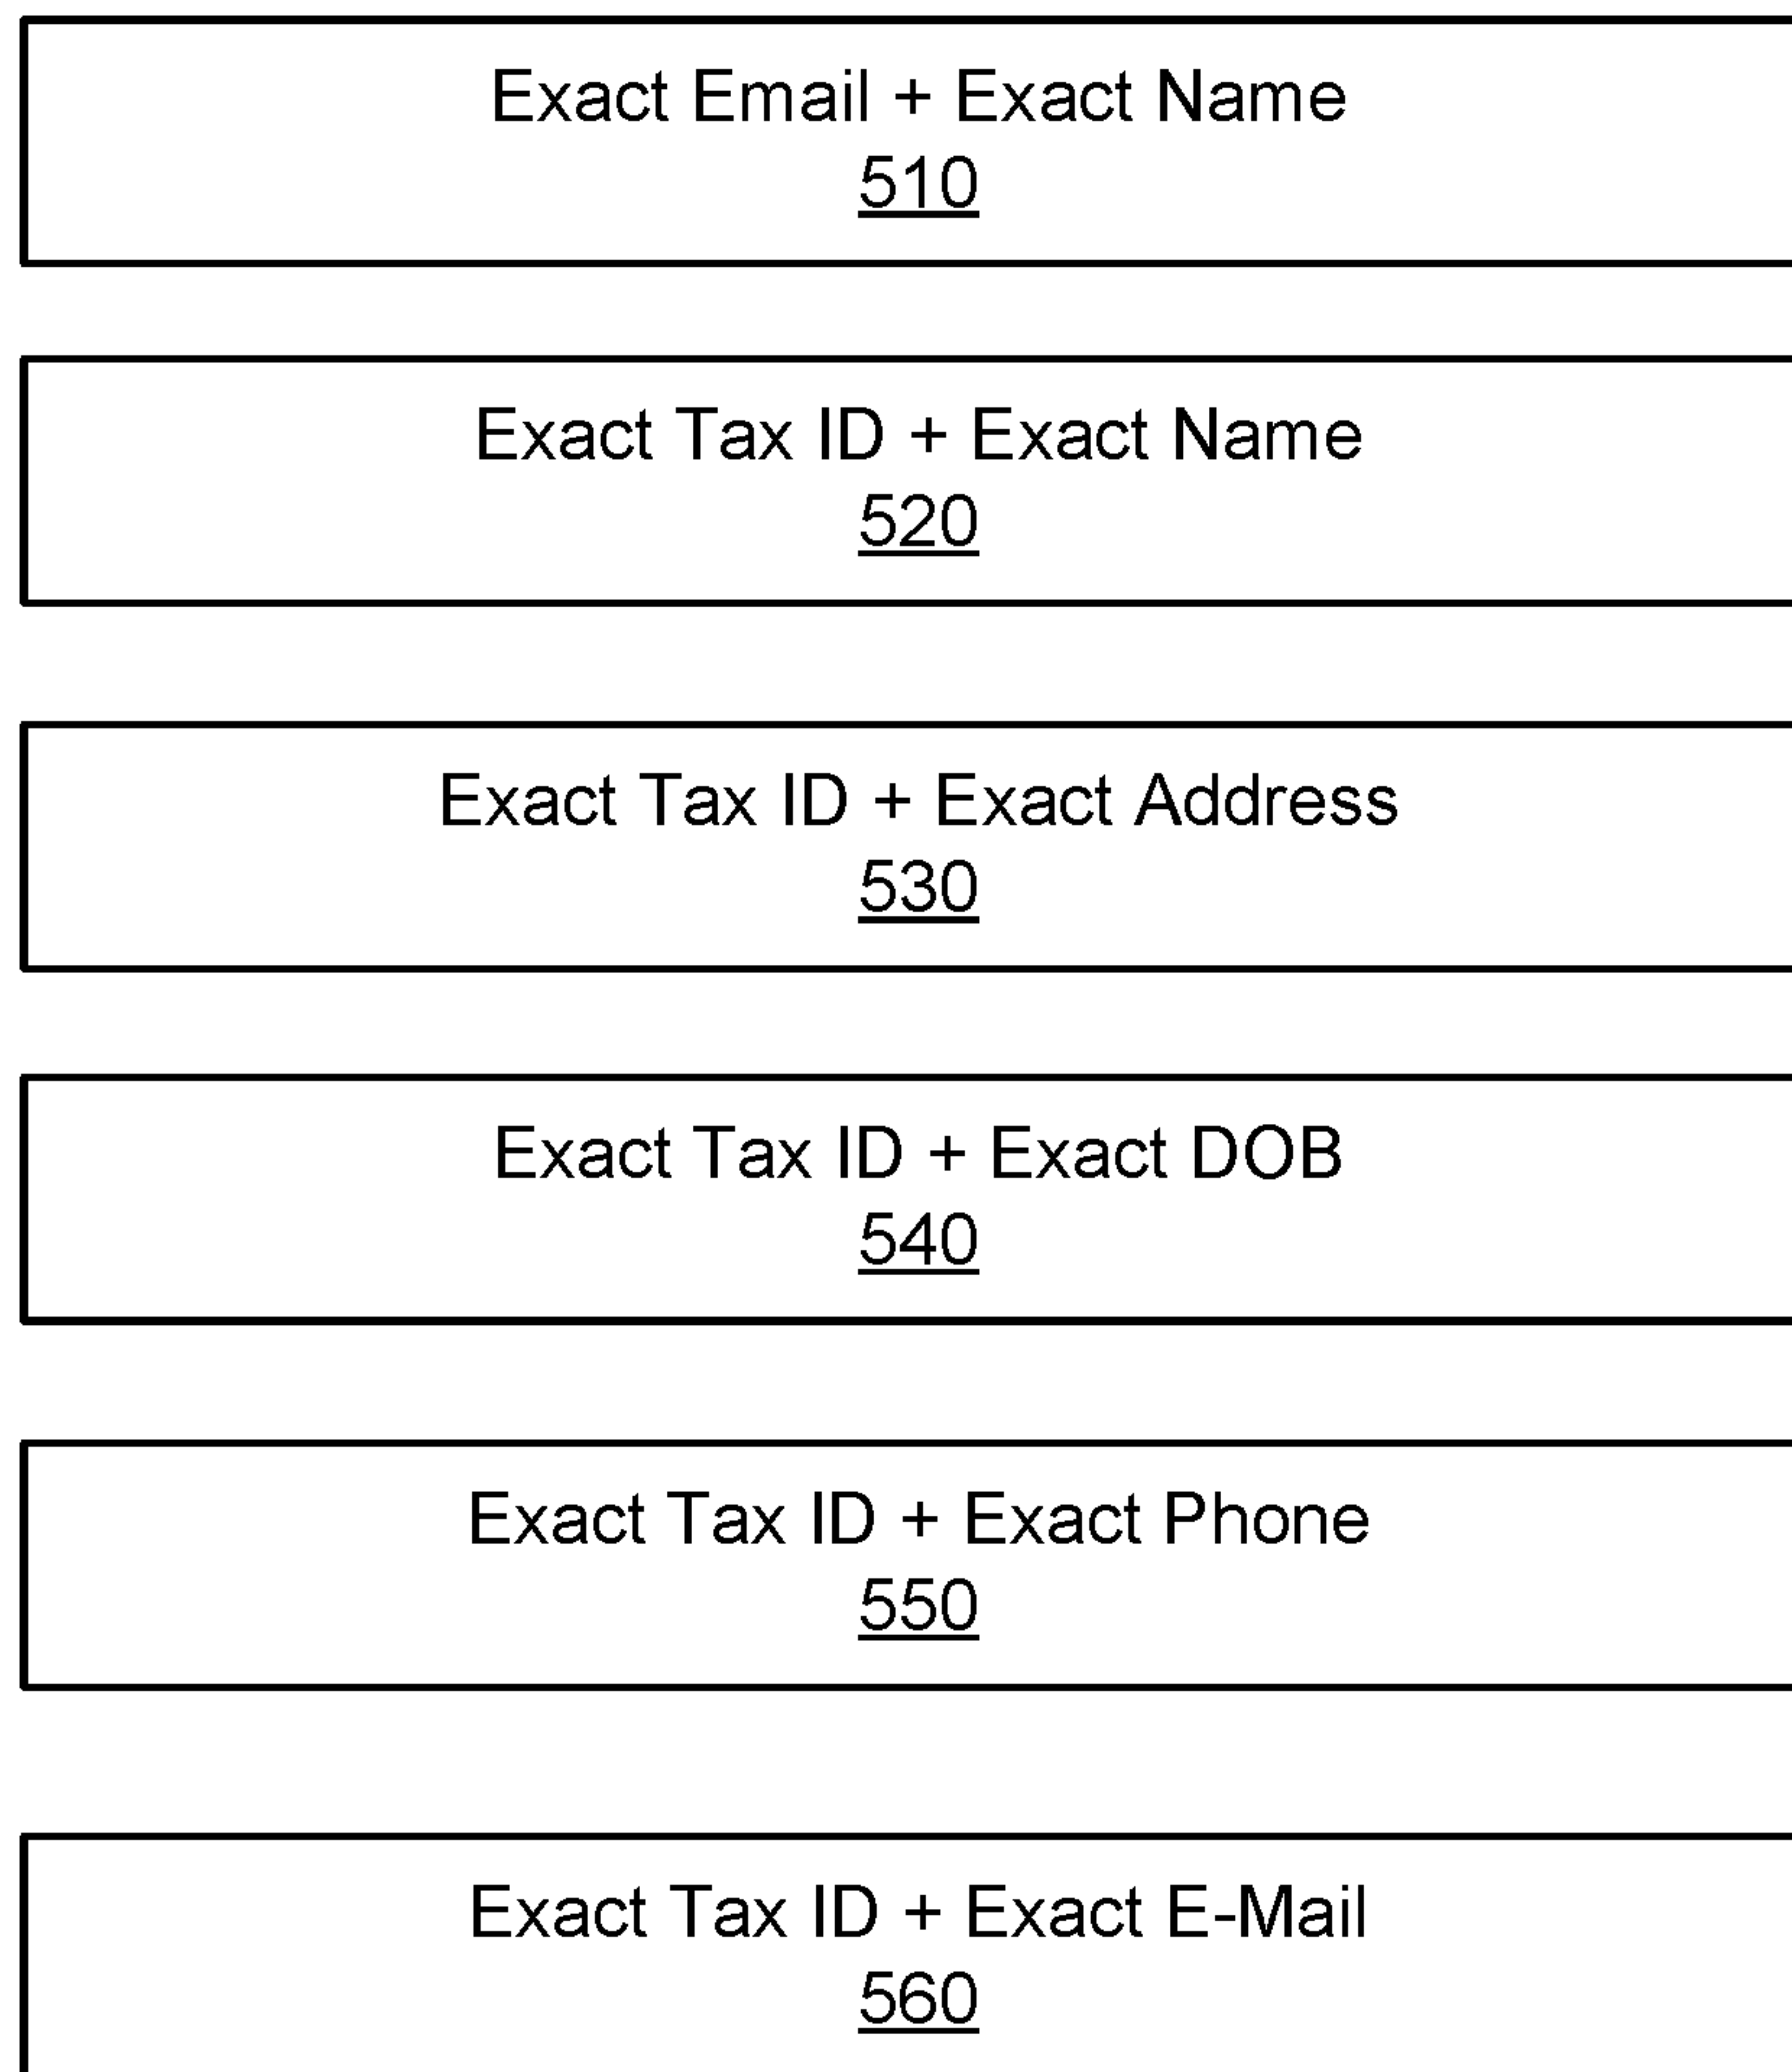 Exact Email + Exact Name
510
Exact Tax ID + Exact Name
520
Exact Tax ID + Exact Address
530
Exact Tax ID + Exact DOB
540
Exact Tax ID + Exact Phone
550
Exact Tax ID + Exact E-Mail
560